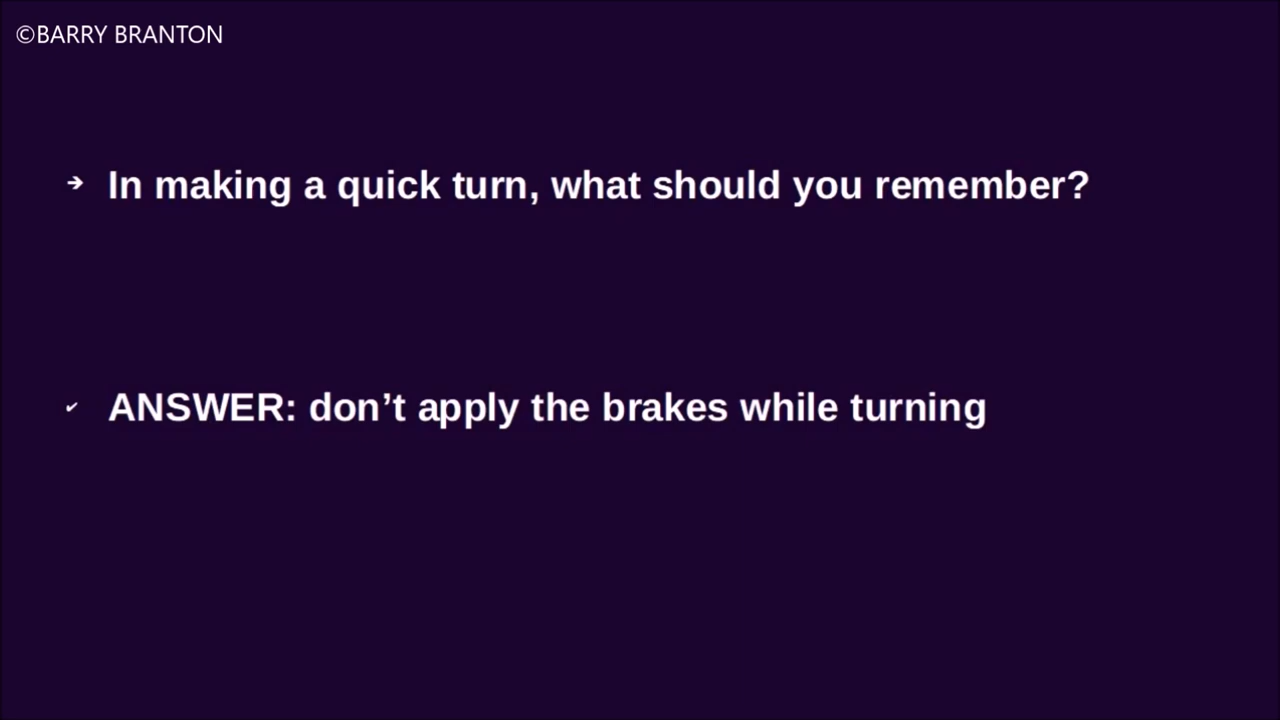 ©BARRY BRANTON
➔ In making a quick turn, what should you remember?
✔ ANSWER: don’t apply the brakes while turning